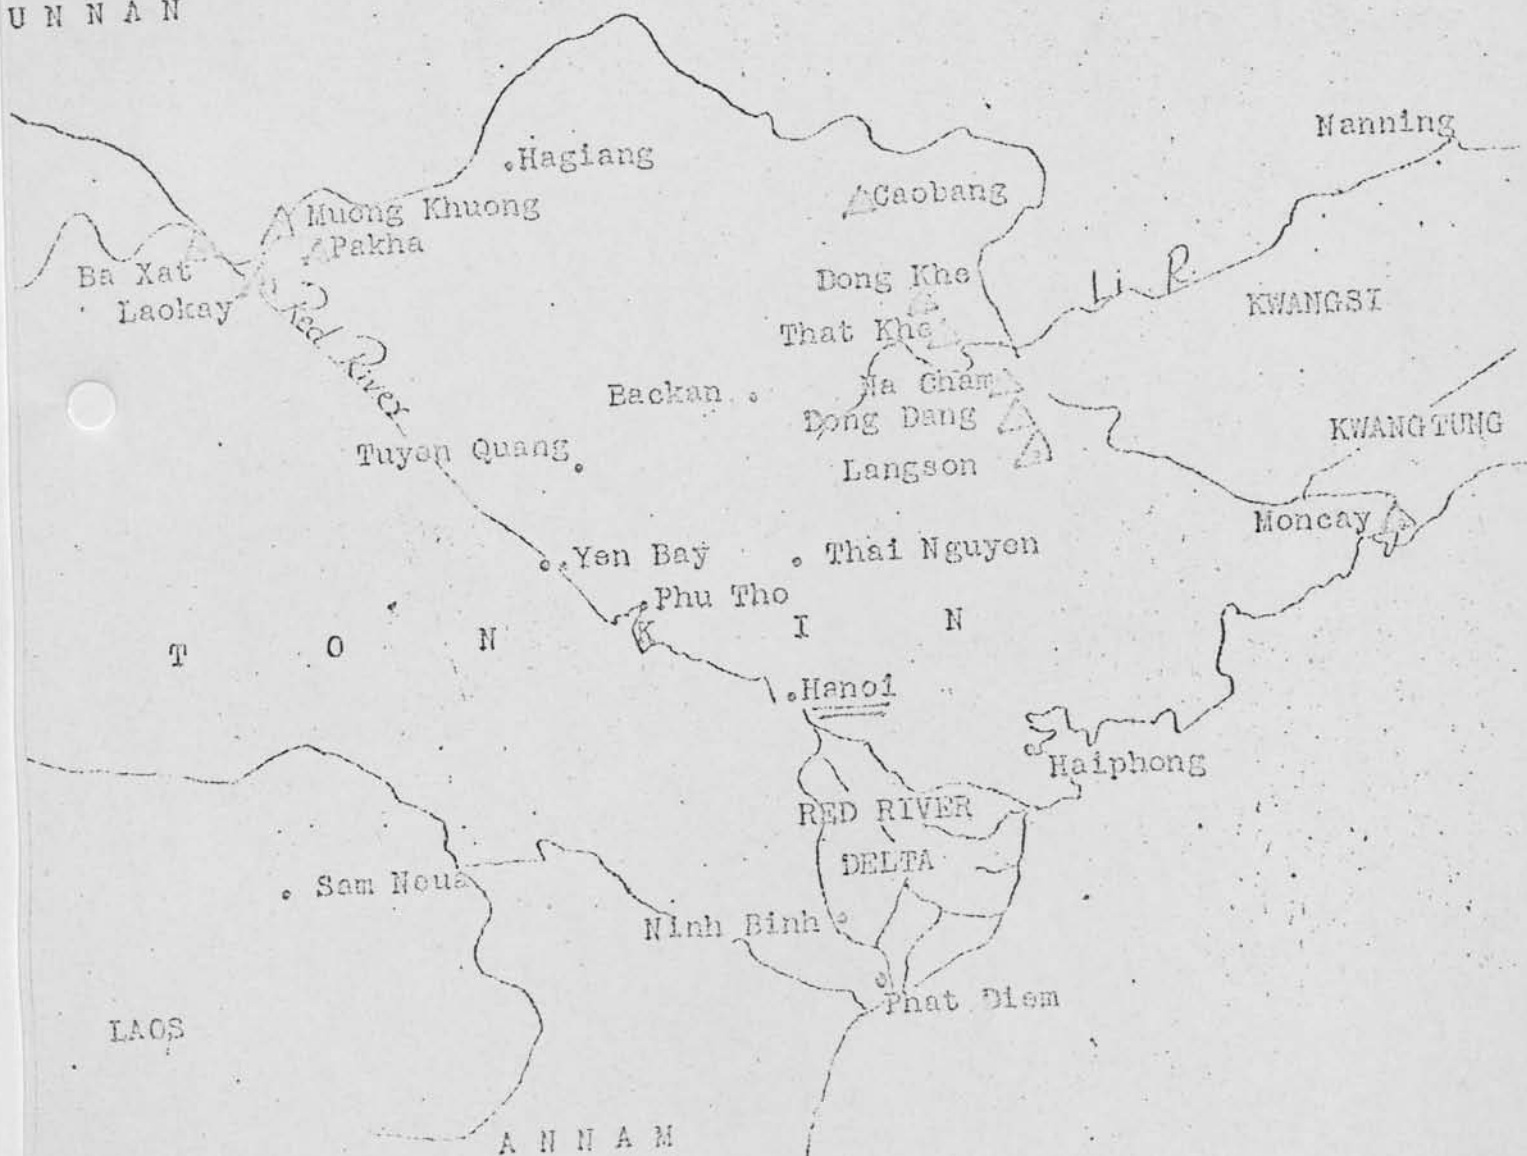 UNNAN
Nanning
Hagiang
Caobang
Muong Khuong
Pakha
Ba Xat
Laokay
Dong Khe
Li R.
KWANGSI
Red River
That Khe
Backan
Na Cham
Dong Dang
KWANGTUNG
Tuyen Quang
Langson
Moncay
Yen Bay
Thai Nguyen
Phu Tho
TONKIN
Hanoi
Haiphong
RED RIVER
DELTA
Sam Neua
Ninh Binh
Phat Diem
LAOS
ANNAM